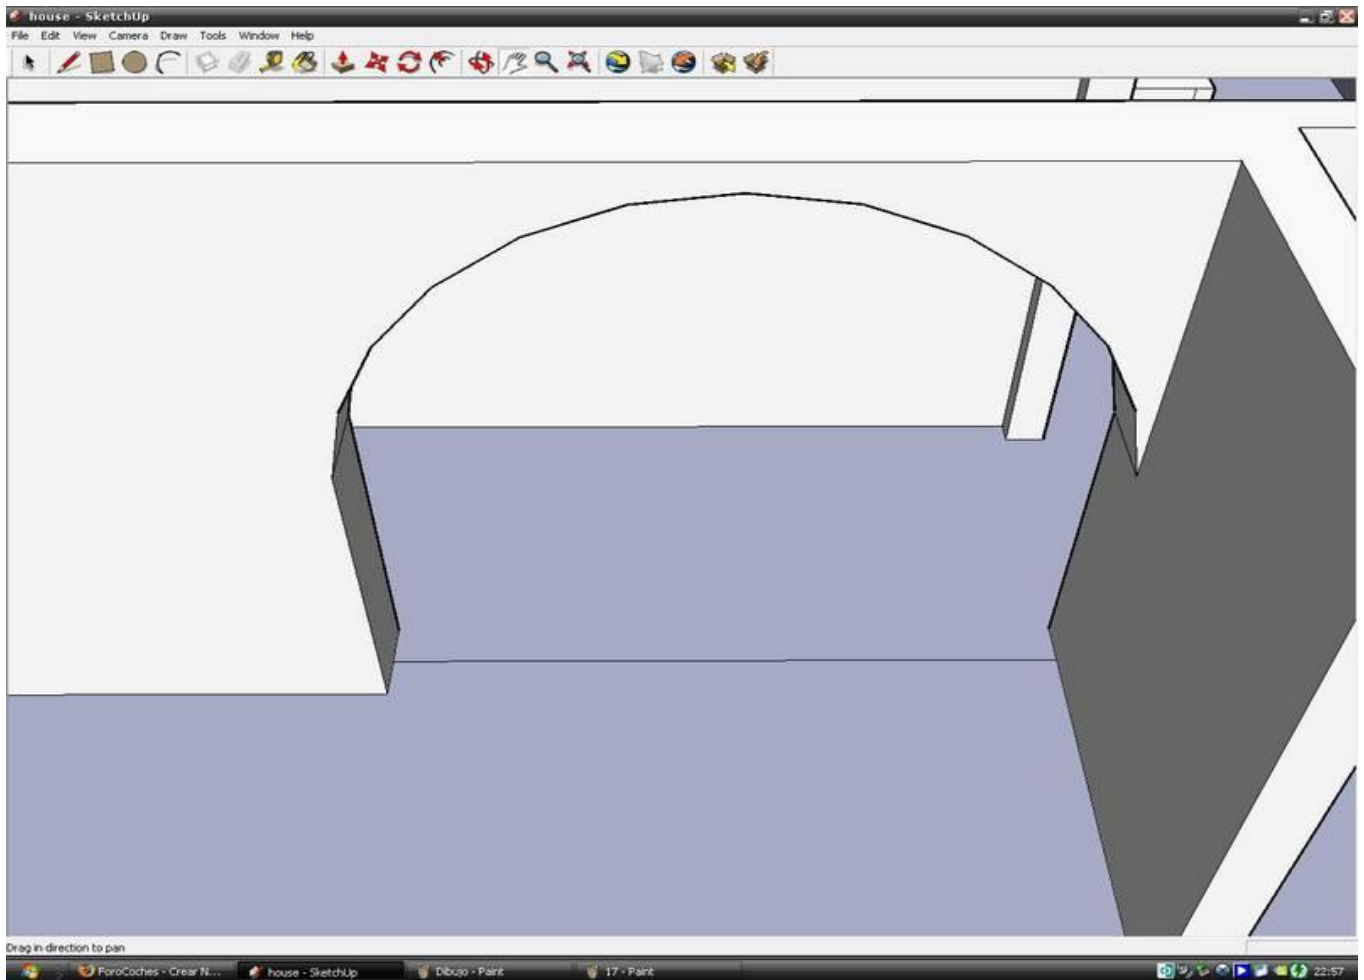 house - SketchUp
File Edit View Camera Draw Tools Window Help
Drag in direction to pan
ForoCoches - Crear N... house - SketchUp Dibujo - Paint 17 - Paint 22:57